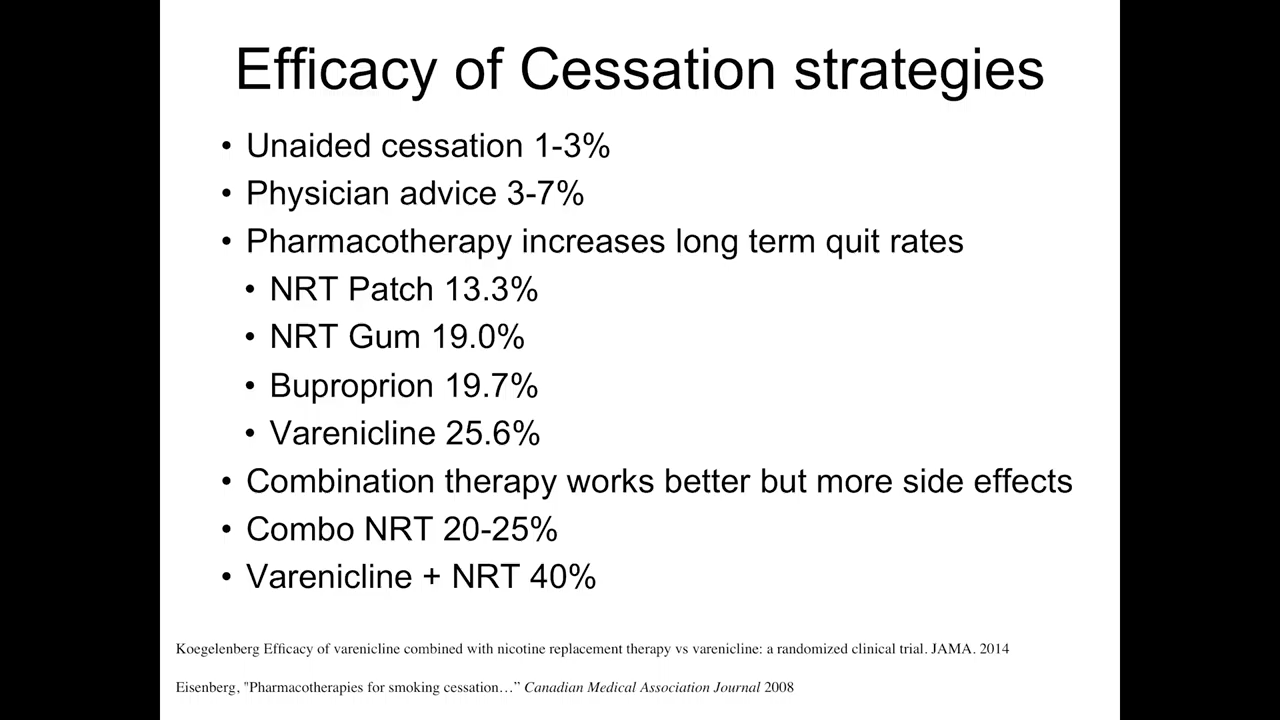 Efficacy of Cessation strategies
• Unaided cessation 1-3%
• Physician advice 3-7%
• Pharmacotherapy increases long term quit rates
• NRT Patch 13.3%
• NRT Gum 19.0%
• Buproprion 19.7%
• Varenicline 25.6%
• Combination therapy works better but more side effects
• Combo NRT 20-25%
• Varenicline + NRT 40%
Koegelenberg Efficacy of varenicline combined with nicotine replacement therapy vs varenicline: a randomized clinical trial. JAMA. 2014
Eisenberg, "Pharmacotherapies for smoking cessation…” Canadian Medical Association Journal 2008